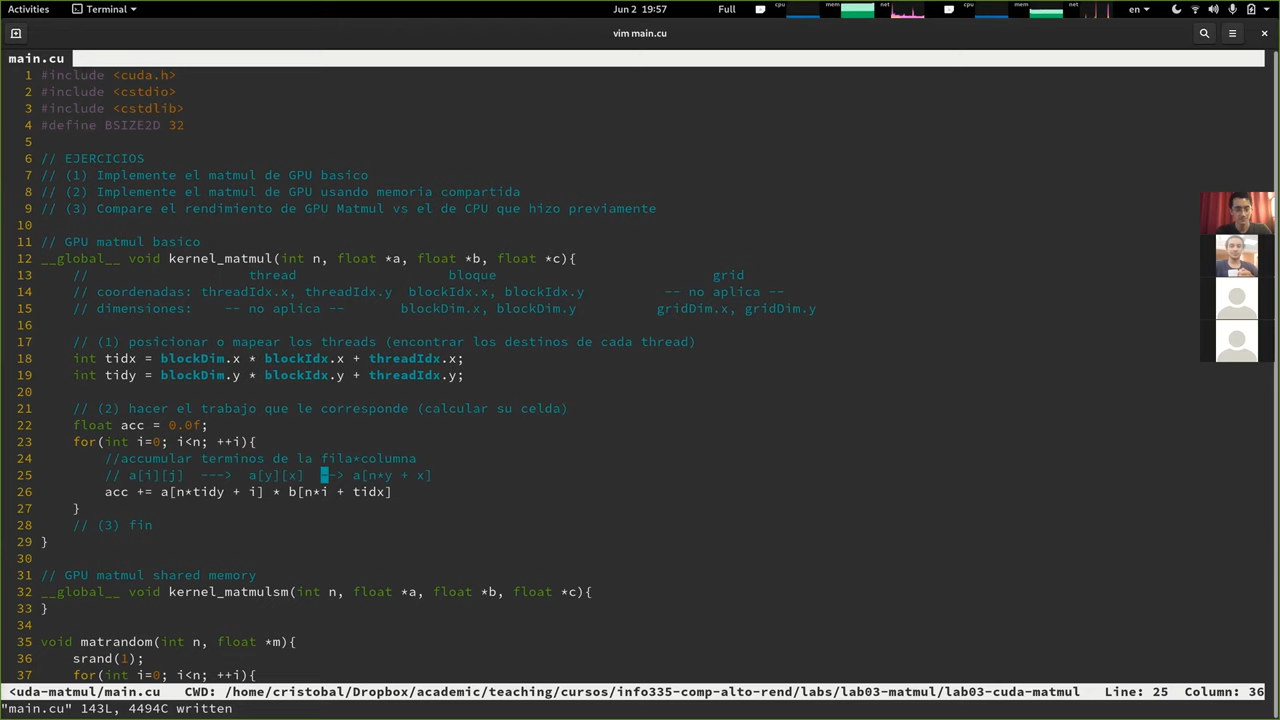 Activities Terminal Jun 2 19:57 Full cpu mem net cpu mem net en
vim main.cu
main.cu
1 #include <cuda.h>
2 #include <cstdio>
3 #include <cstdlib>
4 #define BSIZE2D 32
5
6 // EJERCICIOS
7 // (1) Implemente el matmul de GPU basico
8 // (2) Implemente el matmul de GPU usando memoria compartida
9 // (3) Compare el rendimiento de GPU Matmul vs el de CPU que hizo previamente
10
11 // GPU matmul basico
12 __global__ void kernel_matmul(int n, float *a, float *b, float *c){
13 // thread bloque grid
14 // coordenadas: threadIdx.x, threadIdx.y blockIdx.x, blockIdx.y -- no aplica --
15 // dimensiones: -- no aplica -- blockDim.x, blockDim.y gridDim.x, gridDim.y
16
17 // (1) posicionar o mapear los threads (encontrar los destinos de cada thread)
18 int tidx = blockDim.x * blockIdx.x + threadIdx.x;
19 int tidy = blockDim.y * blockIdx.y + threadIdx.y;
20
21 // (2) hacer el trabajo que le corresponde (calcular su celda)
22 float acc = 0.0f;
23 for(int i=0; i<n; ++i){
24 //accumular terminos de la fila*columna
25 // a[i][j] ---> a[y][x] --> a[n*y + x]
26 acc += a[n*tidy + i] * b[n*i + tidx]
27 }
28 // (3) fin
29 }
30
31 // GPU matmul shared memory
32 __global__ void kernel_matmulsm(int n, float *a, float *b, float *c){
33 }
34
35 void matrandom(int n, float *m){
36 srand(1);
37 for(int i=0; i<n; ++i){
<uda-matmul/main.cu CWD: /home/cristobal/Dropbox/academic/teaching/cursos/info335-comp-alto-rend/labs/lab03-matmul/lab03-cuda-matmul Line: 25 Column: 36
"main.cu" 143L, 4494C written